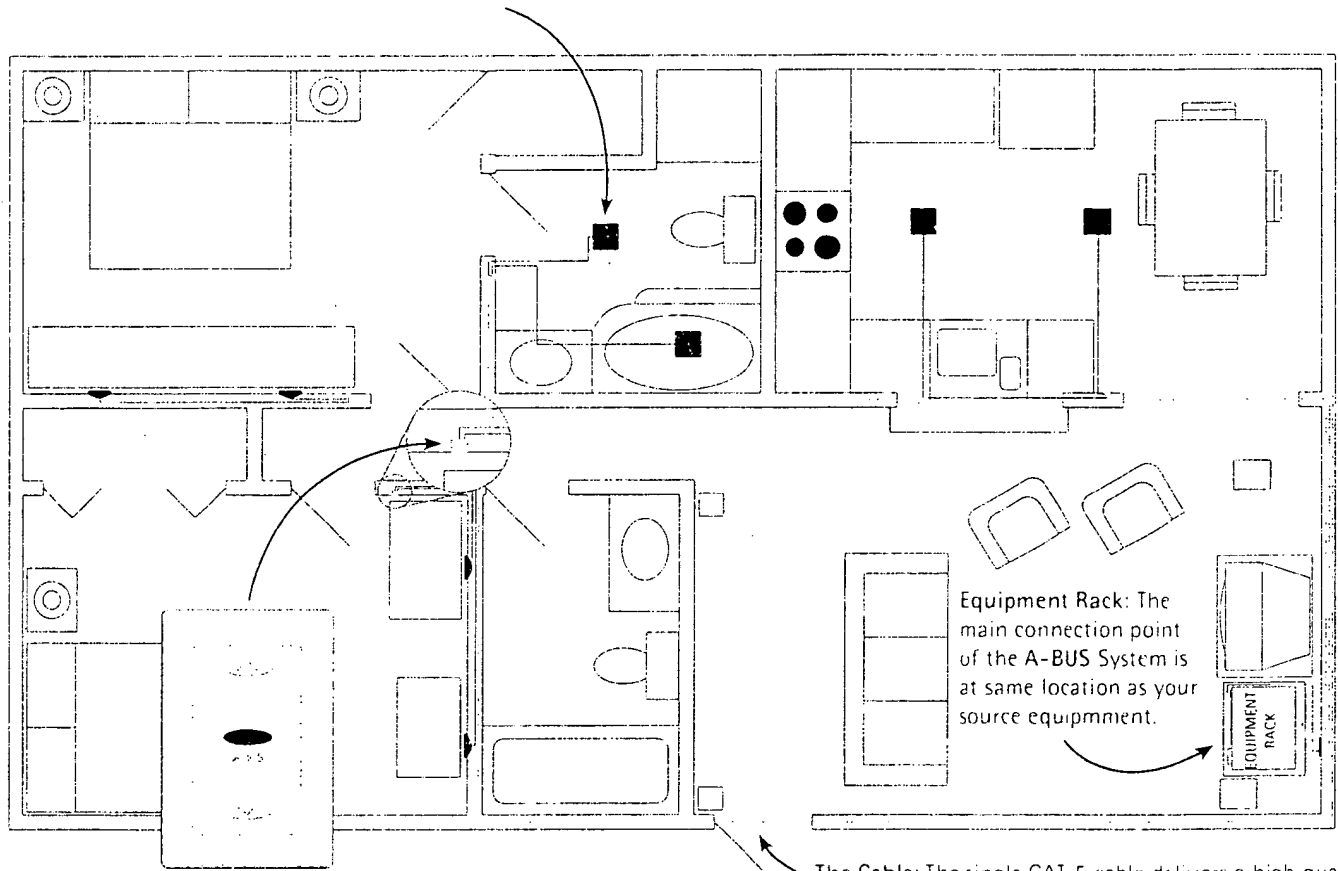 Equipment Rack: The
main connection point
of the A-BUS System is
at same location as your
source equipmment.
EQUIPMENT
RACK
The Cable: The single CAT-5 cable delivers a high